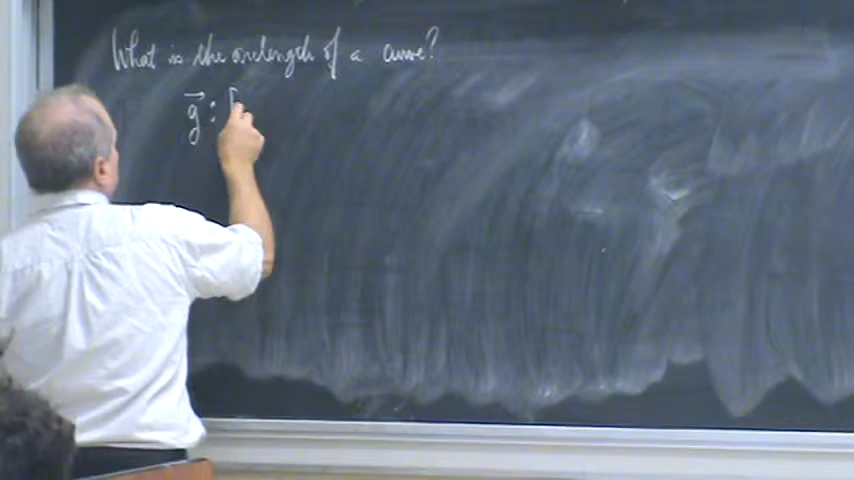 What is the arclength of a curve?
g⃗ : [